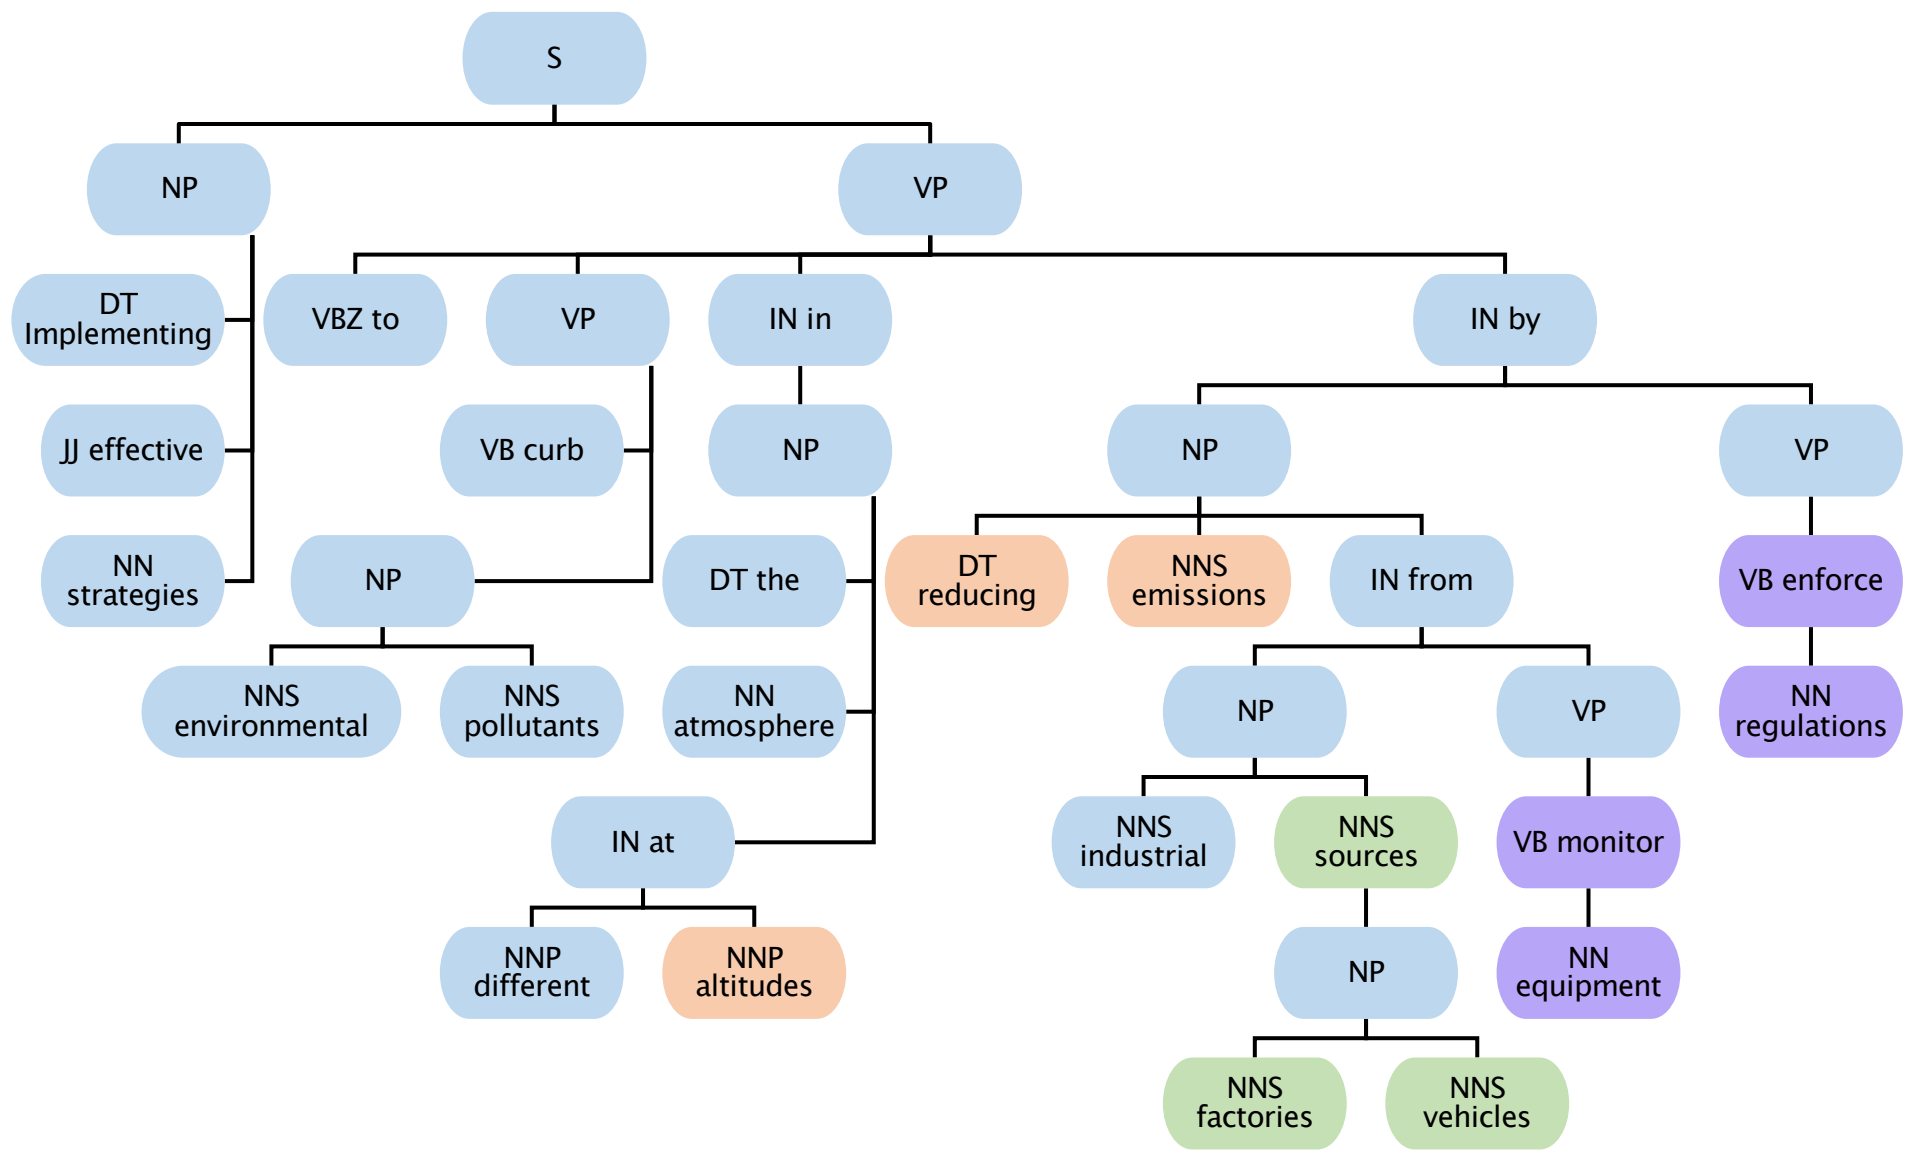 S
NP
VP
DT
Implementing
VBZ to
VP
IN in
IN by
JJ effective
VB curb
NP
NP
VP
NN
strategies
NP
DT the
DT
reducing
NNS
emissions
IN from
VB enforce
NNS
environmental
NNS
pollutants
NN
atmosphere
NP
VP
NN
regulations
IN at
NNS
industrial
NNS
sources
VB monitor
NNP
different
NNP
altitudes
NP
NN
equipment
NNS
factories
NNS
vehicles